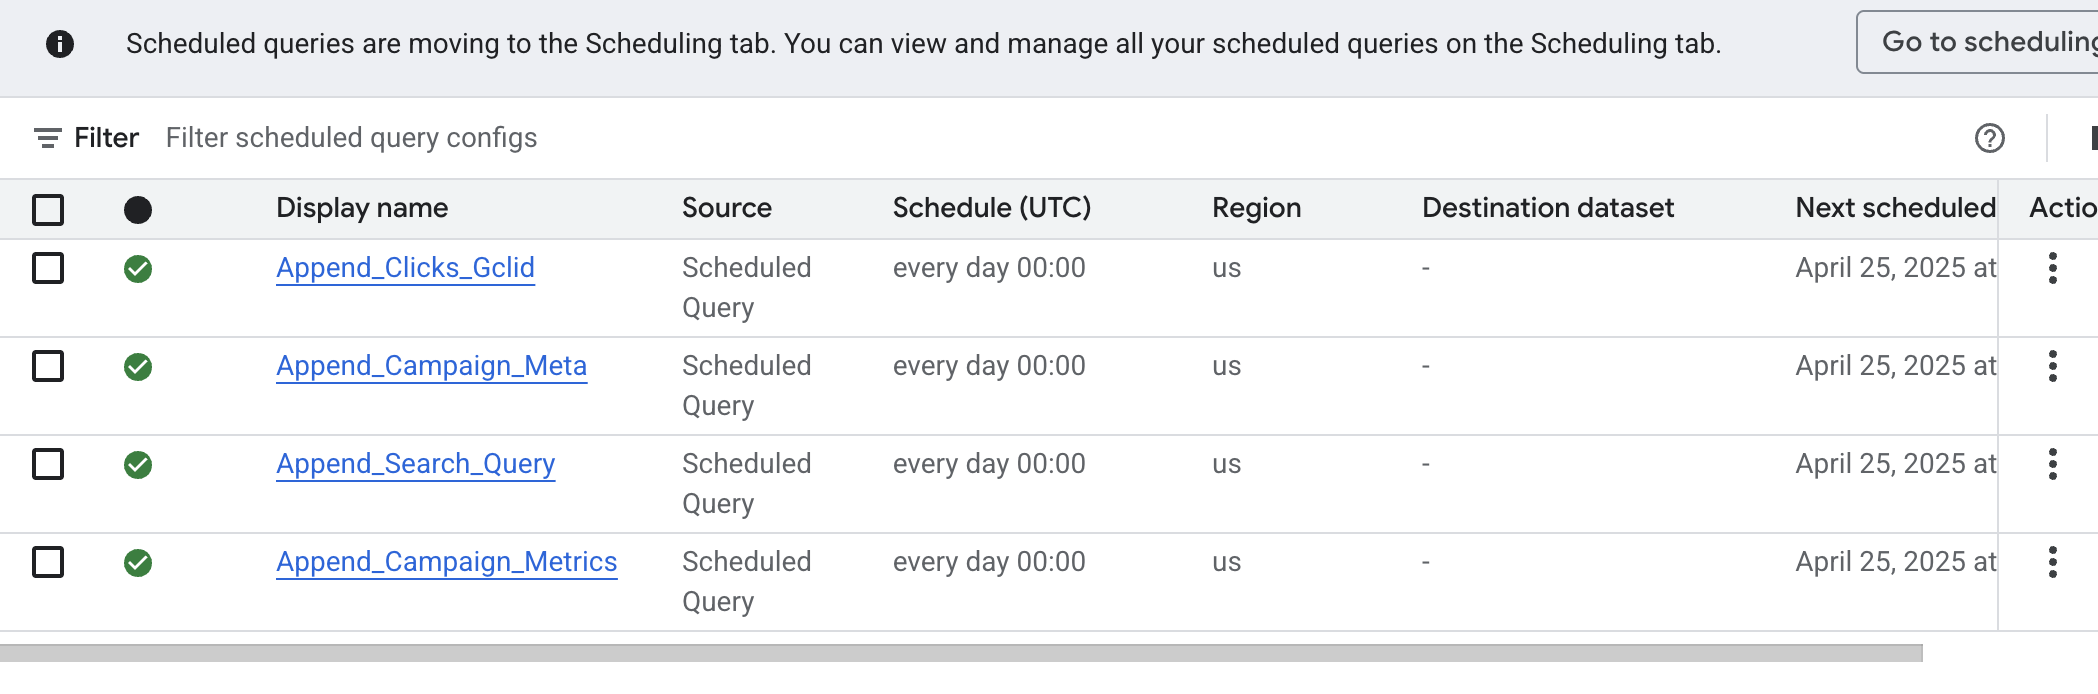 Scheduled queries are moving to the Scheduling tab. You can view and manage all your scheduled queries on the Scheduling tab. Go to scheduling
Filter Filter scheduled query configs
Display name Source Schedule (UTC) Region Destination dataset Next scheduled Actio
Append_Clicks_Gclid Scheduled Query every day 00:00 us - April 25, 2025 at
Append_Campaign_Meta Scheduled Query every day 00:00 us - April 25, 2025 at
Append_Search_Query Scheduled Query every day 00:00 us - April 25, 2025 at
Append_Campaign_Metrics Scheduled Query every day 00:00 us - April 25, 2025 at